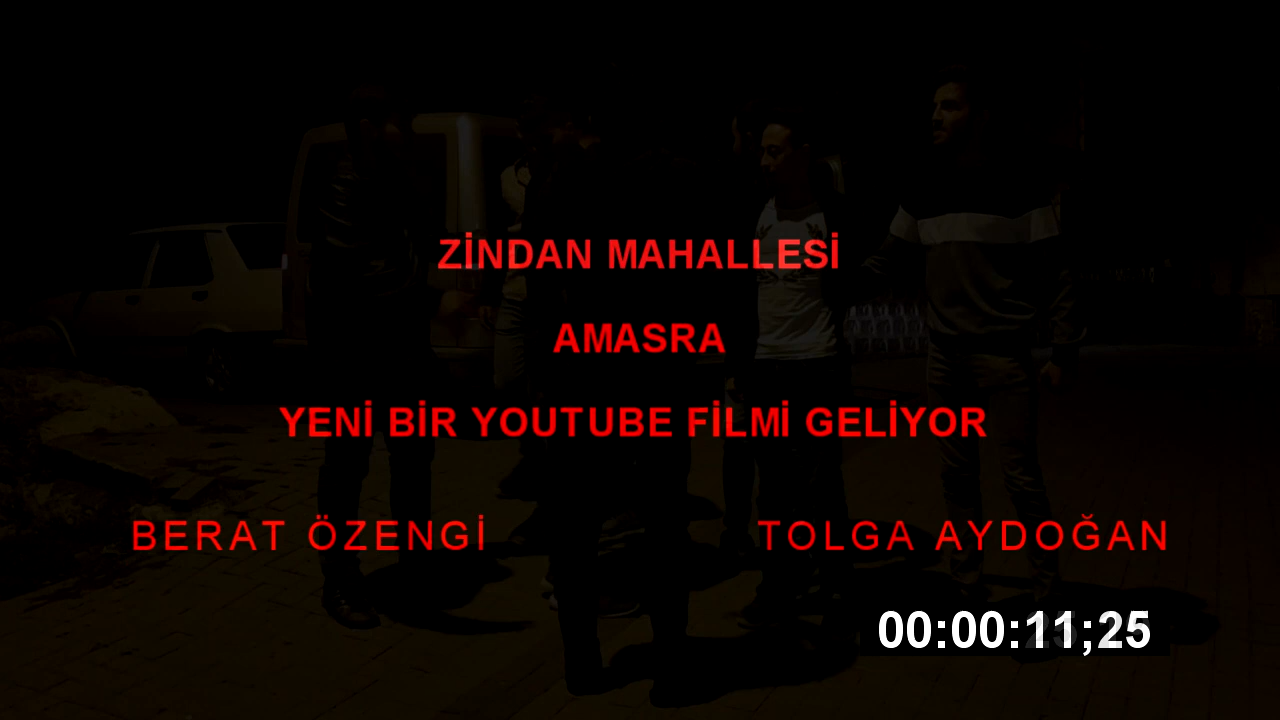 ZİNDAN MAHALLESİ
AMASRA
YENİ BİR YOUTUBE FİLMİ GELİYOR
BERAT ÖZENGİ TOLGA AYDOĞAN
00:00:11;25